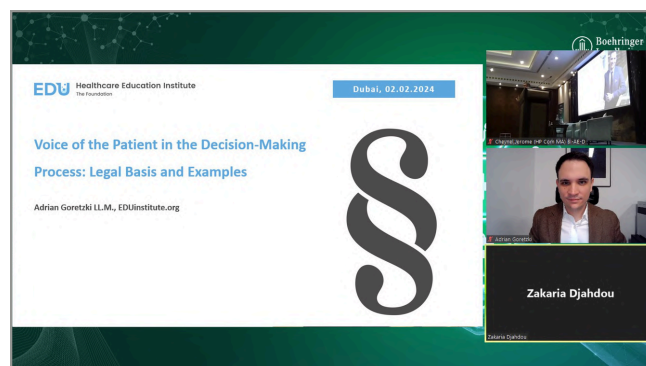 Boehringer
EDU Healthcare Education Institute
The Foundation
Dubai, 02.02.2024
Voice of the Patient in the Decision-Making
Process: Legal Basis and Examples
Adrian Goretzki LL.M., EDUinstitute.org
§
Adrian Goretzki
Zakaria Djahdou
Zakaria Djahdou